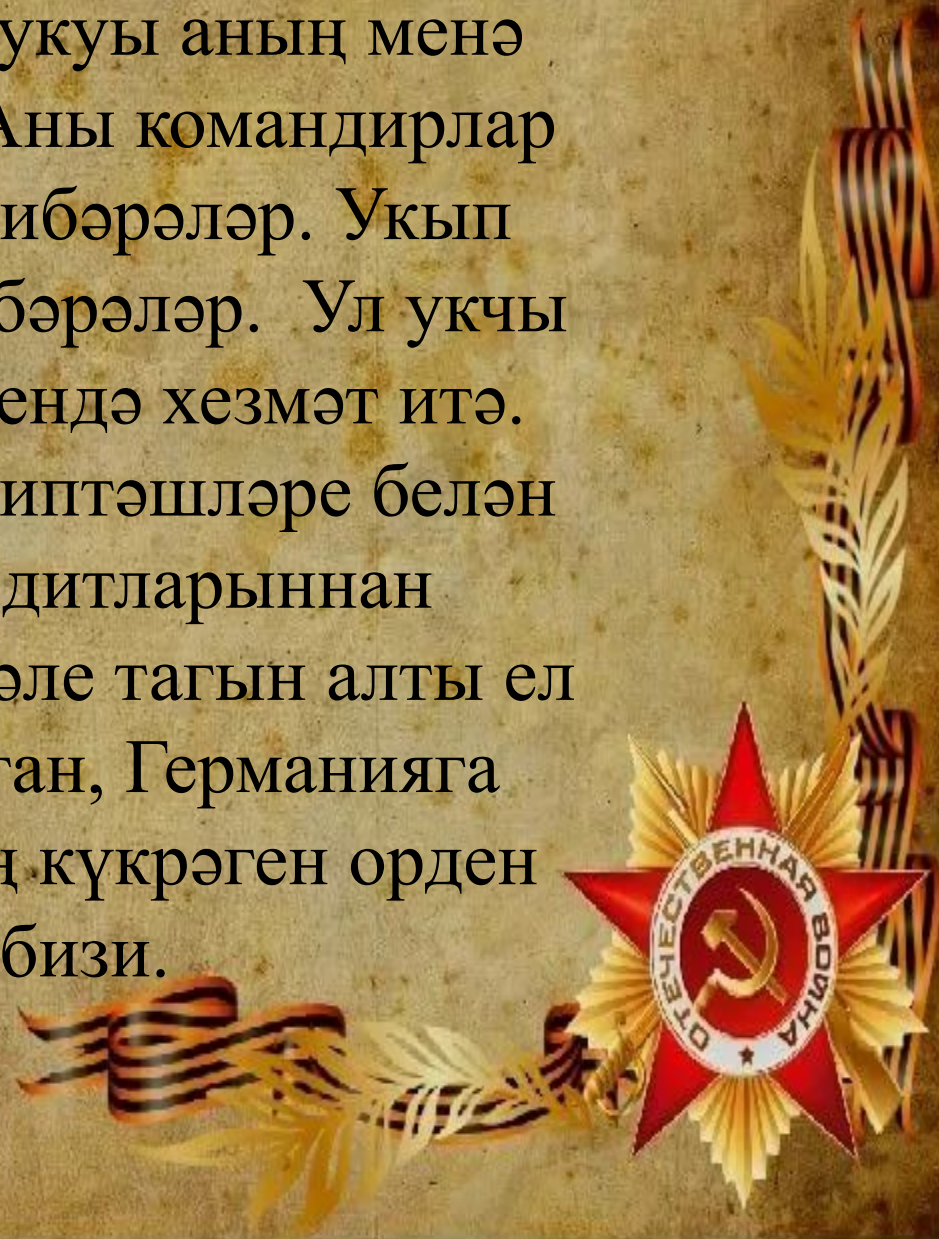 укуы аның менә
Аны командирлар
ибәрәләр. Укып
бәрәләр. Ул укчы
ендә хезмәт итә.
иптәшләре белән
дитларыннан
әле тагын алты ел
ган, Германияга
ң күкрәген орден
бизи.
ОТЕЧЕСТВЕННАЯ ВОЙНА